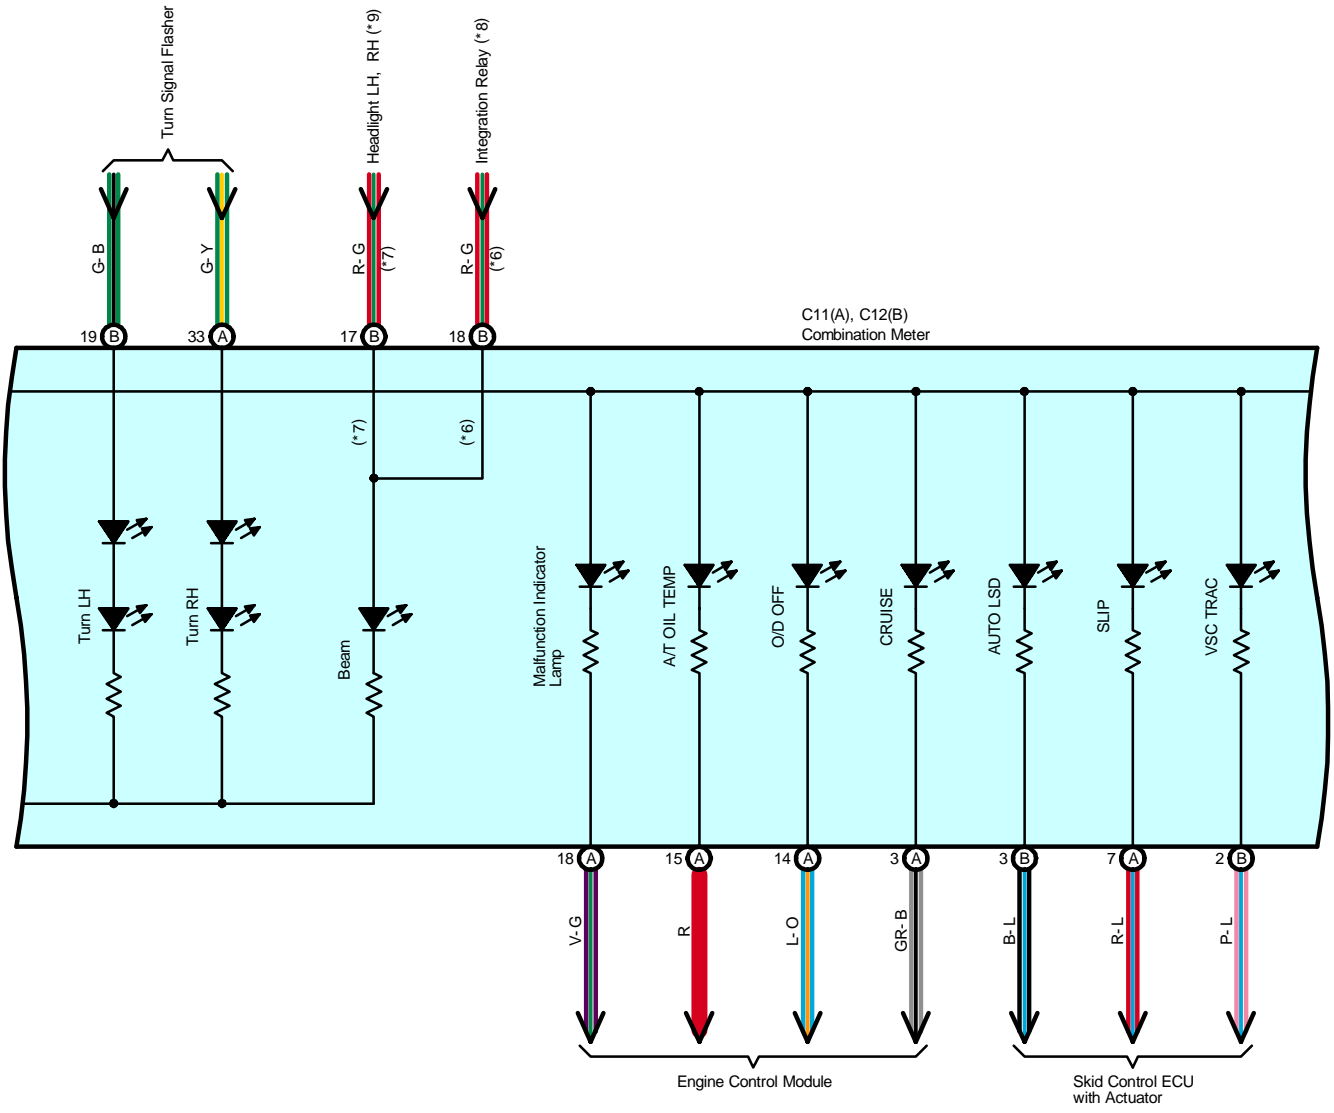 Turn Signal Flasher
Headlight LH, RH (*9)
Integration Relay (*8)
G-B
G-Y
R-G
(*7)
R-G
(*6)
19 B
33 A
17 B
18 B
C11(A), C12(B)
Combination Meter
(*7)
(*6)
Turn LH
Turn RH
Beam
Malfunction Indicator
Lamp
A/T OIL TEMP
O/D OFF
CRUISE
AUTO LSD
SLIP
VSC TRAC
18 A
15 A
14 A
3 A
3 B
7 A
2 B
V-G
R
L-O
GR-B
B-L
R-L
P-L
Engine Control Module
Skid Control ECU
with Actuator